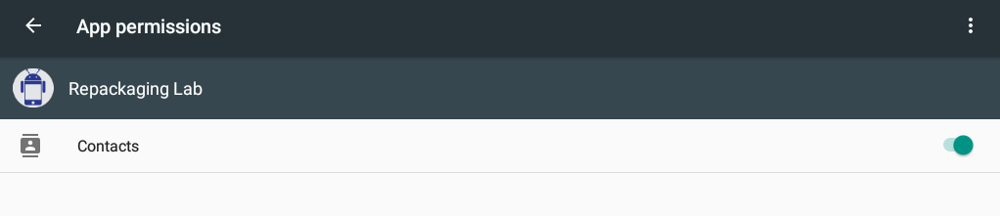 App permissions
Repackaging Lab
Contacts